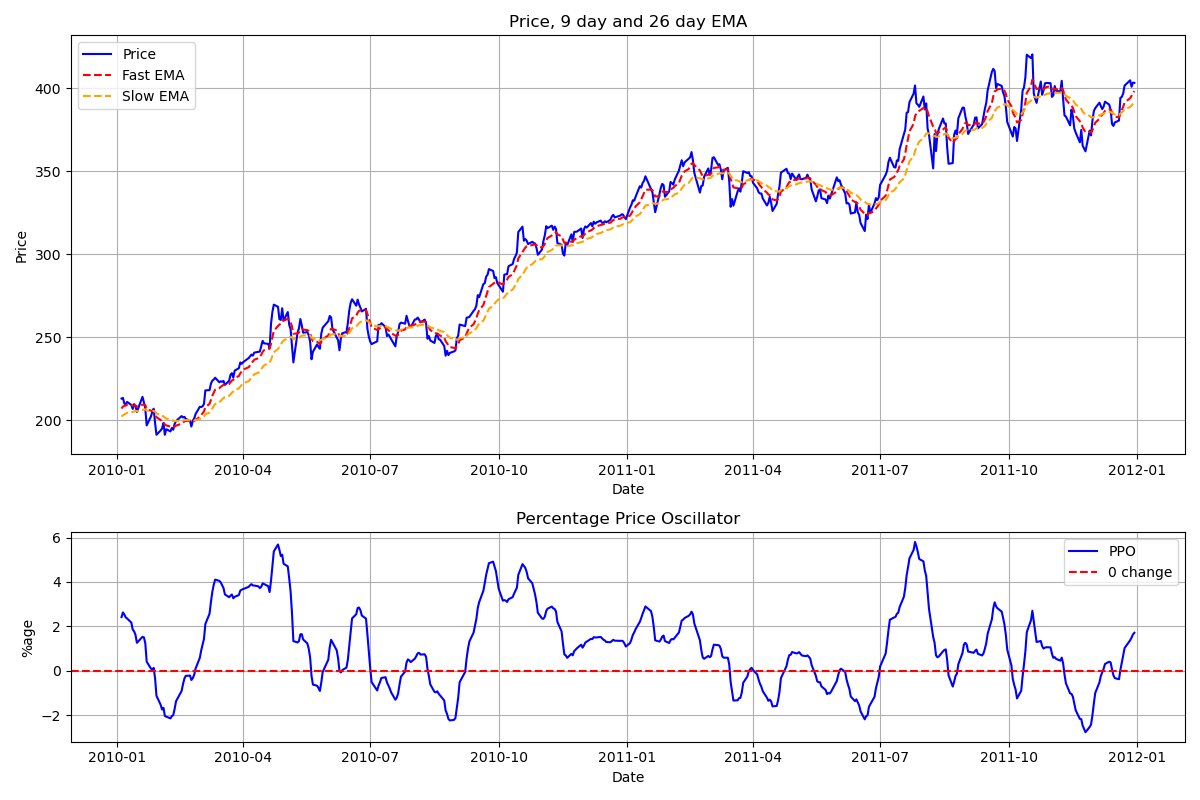 Price, 9 day and 26 day EMA
Price
Fast EMA
Slow EMA
400
350
300
250
200
Price
2010-01 2010-04 2010-07 2010-10 2011-01 2011-04 2011-07 2011-10 2012-01
Date
Percentage Price Oscillator
PPO
0 change
6
4
2
0
−2
%age
2010-01 2010-04 2010-07 2010-10 2011-01 2011-04 2011-07 2011-10 2012-01
Date